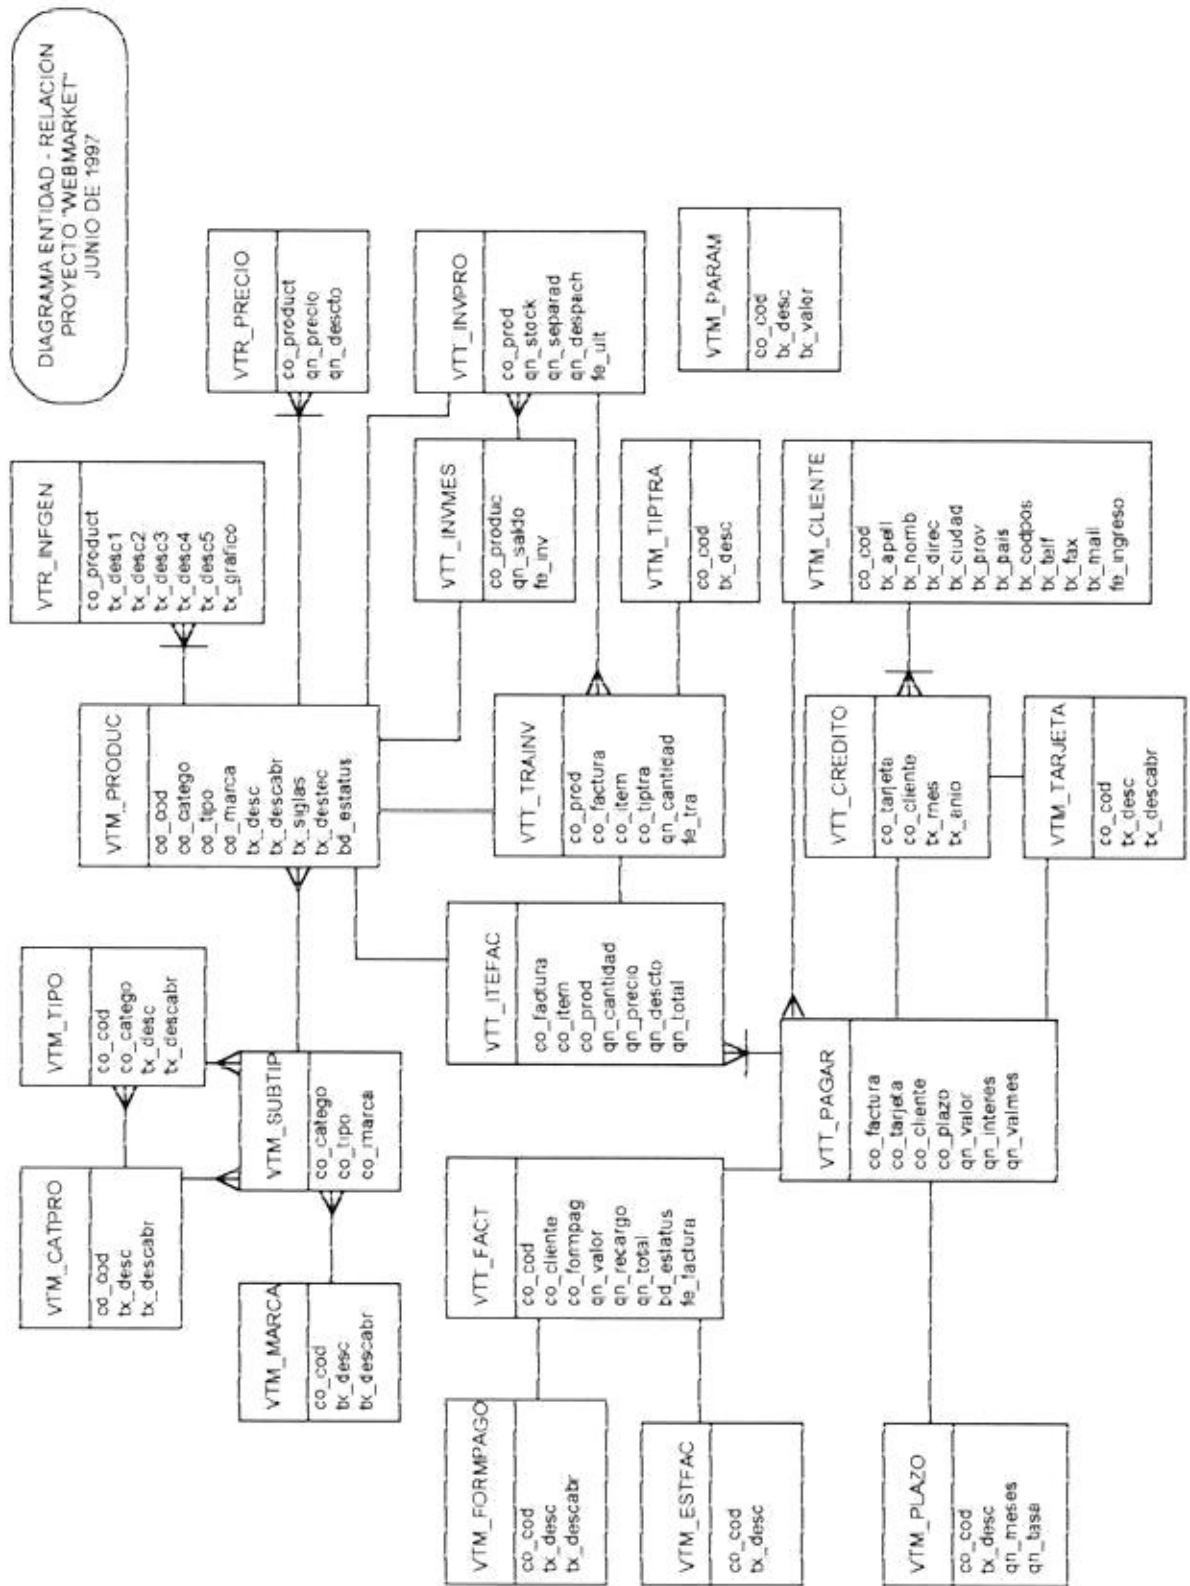 DIAGRAMA ENTIDAD - RELACION
PROYECTO "WEBMARKET"
JUNIO DE 1997
VTM_CATPRO
co_cod
tx_desc
tx_descabr
VTM_TIPO
co_cod
co_catego
tx_desc
tx_descabr
VTM_PRODUC
co_cod
co_catego
co_tipo
co_marca
tx_desc
tx_descabr
tx_siglas
tx_destec
bd_estatus
VTR_INFGEN
co_product
tx_desc1
tx_desc2
tx_desc3
tx_desc4
tx_desc5
tx_grafico
VTR_PRECIO
co_product
qn_precio
qn_descto
VTM_MARCA
co_cod
tx_desc
tx_descabr
VTM_SUBTIP
co_catego
co_tipo
co_marca
VTT_INVMES
co_produc
qn_saldo
fe_inv
VTT_INVPRO
co_prod
qn_stock
qn_separad
qn_despach
fe_ult
VTM_FORMPAGO
co_cod
tx_desc
tx_descabr
VTT_FACT
co_cod
co_cliente
co_formpag
qn_valor
qn_recargo
qn_total
bd_estatus
fe_factura
VTT_ITEFAC
co_factura
co_item
co_prod
qn_cantidad
qn_precio
qn_descto
qn_total
VTT_TRAINV
co_prod
co_factura
co_item
co_tiptra
qn_cantidad
fe_tra
VTM_TIPTRA
co_cod
tx_desc
VTM_PARAM
co_cod
tx_desc
tx_valor
VTM_ESTFAC
co_cod
tx_desc
VTT_PAGAR
co_factura
co_tarjeta
co_cliente
co_plazo
qn_valor
qn_interes
qn_valmes
VTT_CREDITO
co_tarjeta
co_cliente
tx_mes
tx_anio
VTM_CLIENTE
co_cod
tx_apell
tx_nomb
tx_direc
tx_ciudad
tx_prov
tx_pais
tx_codpos
tx_telf
tx_fax
tx_mail
fe_ingreso
VTM_PLAZO
co_cod
tx_desc
qn_meses
qn_tasa
VTM_TARJETA
co_cod
tx_desc
tx_descabr